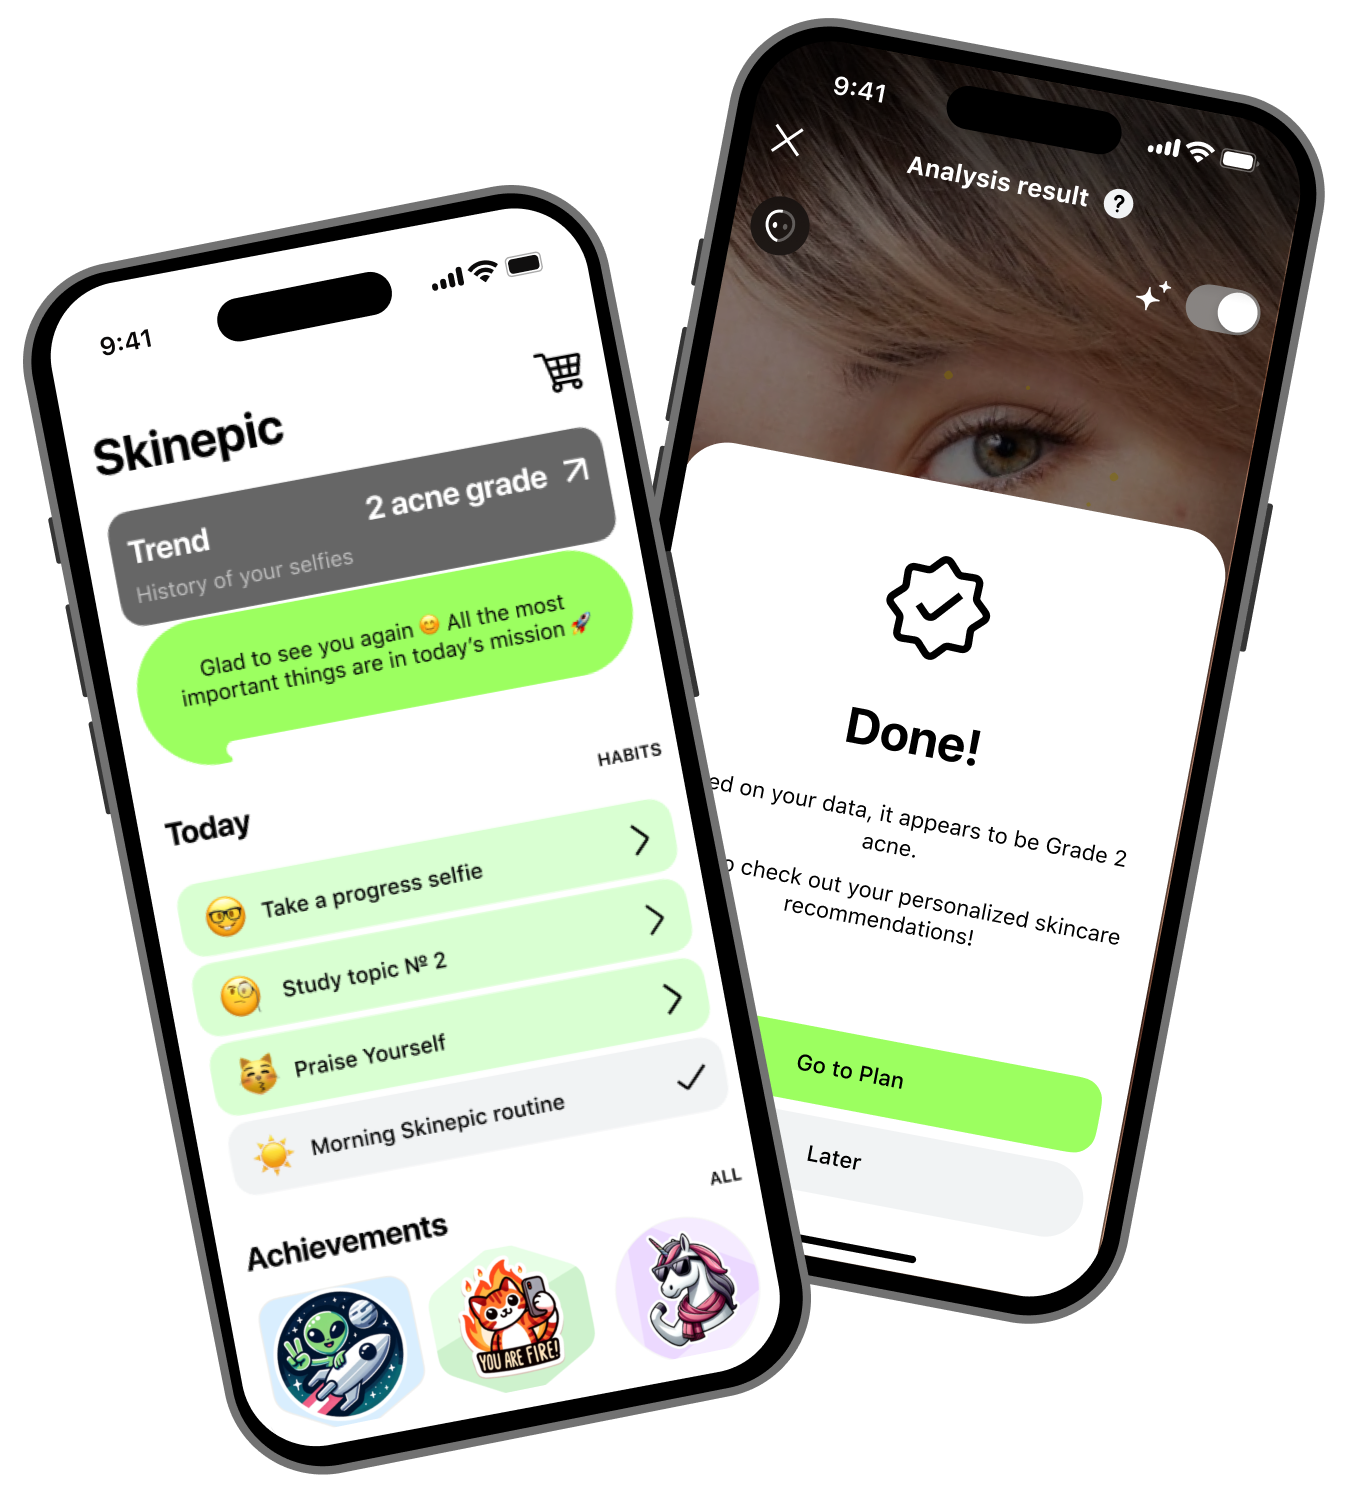 9:41
Skinepic
2 acne grade
Trend
History of your selfies
Glad to see you again 😊 All the most
important things are in today’s mission 🚀
HABITS
Today
Take a progress selfie
Study topic № 2
Praise Yourself
Morning Skinepic routine
ALL
Achievements
YOU ARE FIRE!
9:41
Analysis result ?
on your data, it appears to be Grade 2
acne.
check out your personalized skincare
recommendations!
Done!
Go to Plan
Later